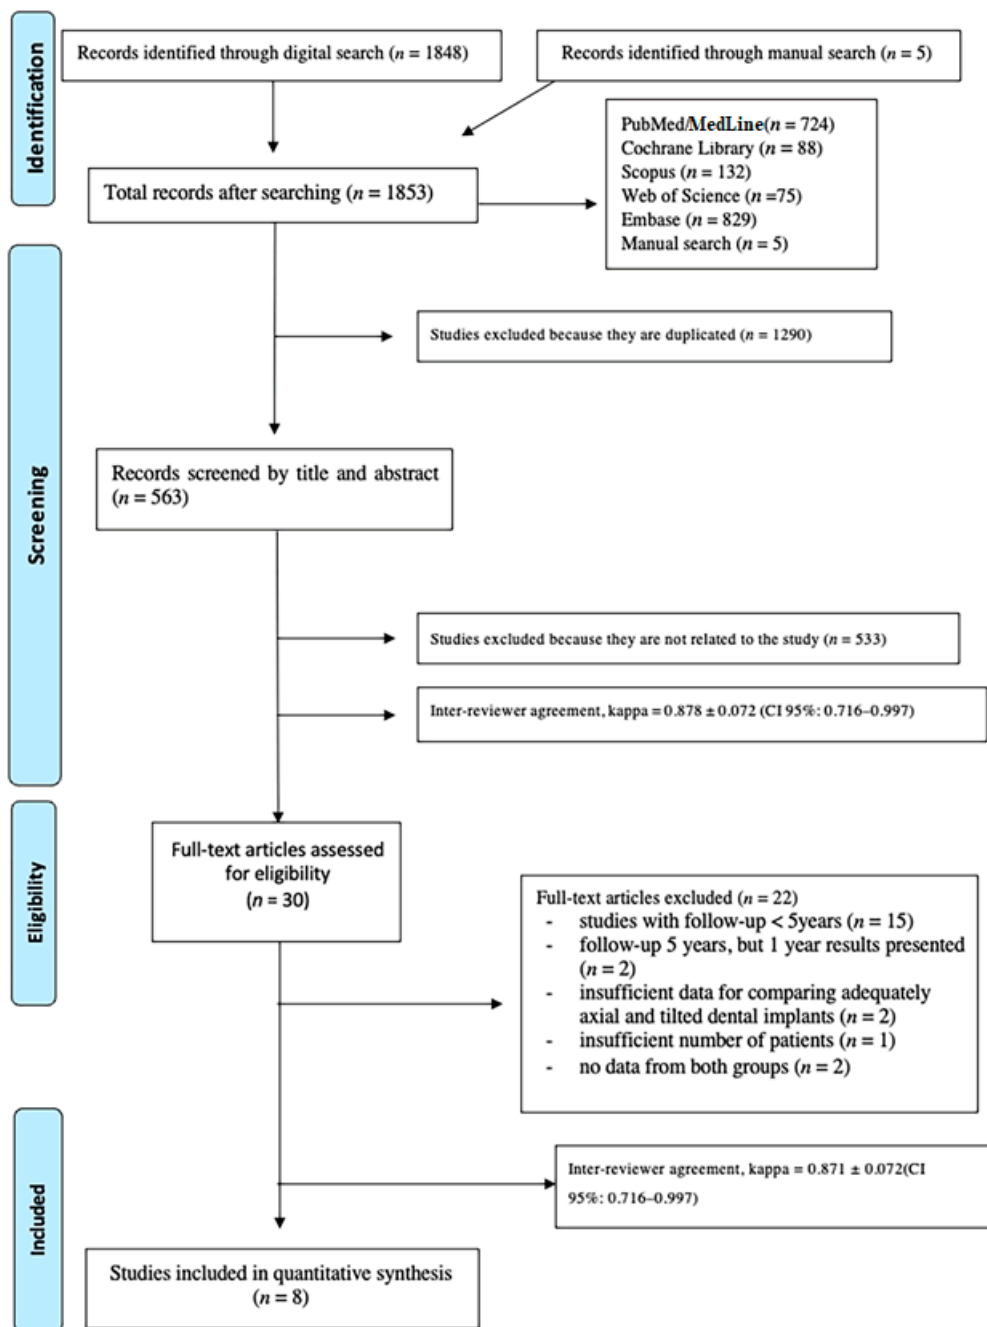 Identification
Records identified through digital search (n = 1848)
Records identified through manual search (n = 5)
PubMed/MedLine(n = 724)
Cochrane Library (n = 88)
Scopus (n = 132)
Web of Science (n =75)
Embase (n = 829)
Manual search (n = 5)
Total records after searching (n = 1853)
Screening
Studies excluded because they are duplicated (n = 1290)
Records screened by title and abstract
(n = 563)
Studies excluded because they are not related to the study (n = 533)
Inter-reviewer agreement, kappa = 0.878 ± 0.072 (CI 95%: 0.716–0.997)
Eligibility
Full-text articles assessed
for eligibility
(n = 30)
Full-text articles excluded (n = 22)
- studies with follow-up < 5years (n = 15)
- follow-up 5 years, but 1 year results presented
(n = 2)
- insufficient data for comparing adequately
axial and tilted dental implants (n = 2)
- insufficient number of patients (n = 1)
- no data from both groups (n = 2)
Included
Inter-reviewer agreement, kappa = 0.871 ± 0.072(CI
95%: 0.716–0.997)
Studies included in quantitative synthesis
(n = 8)